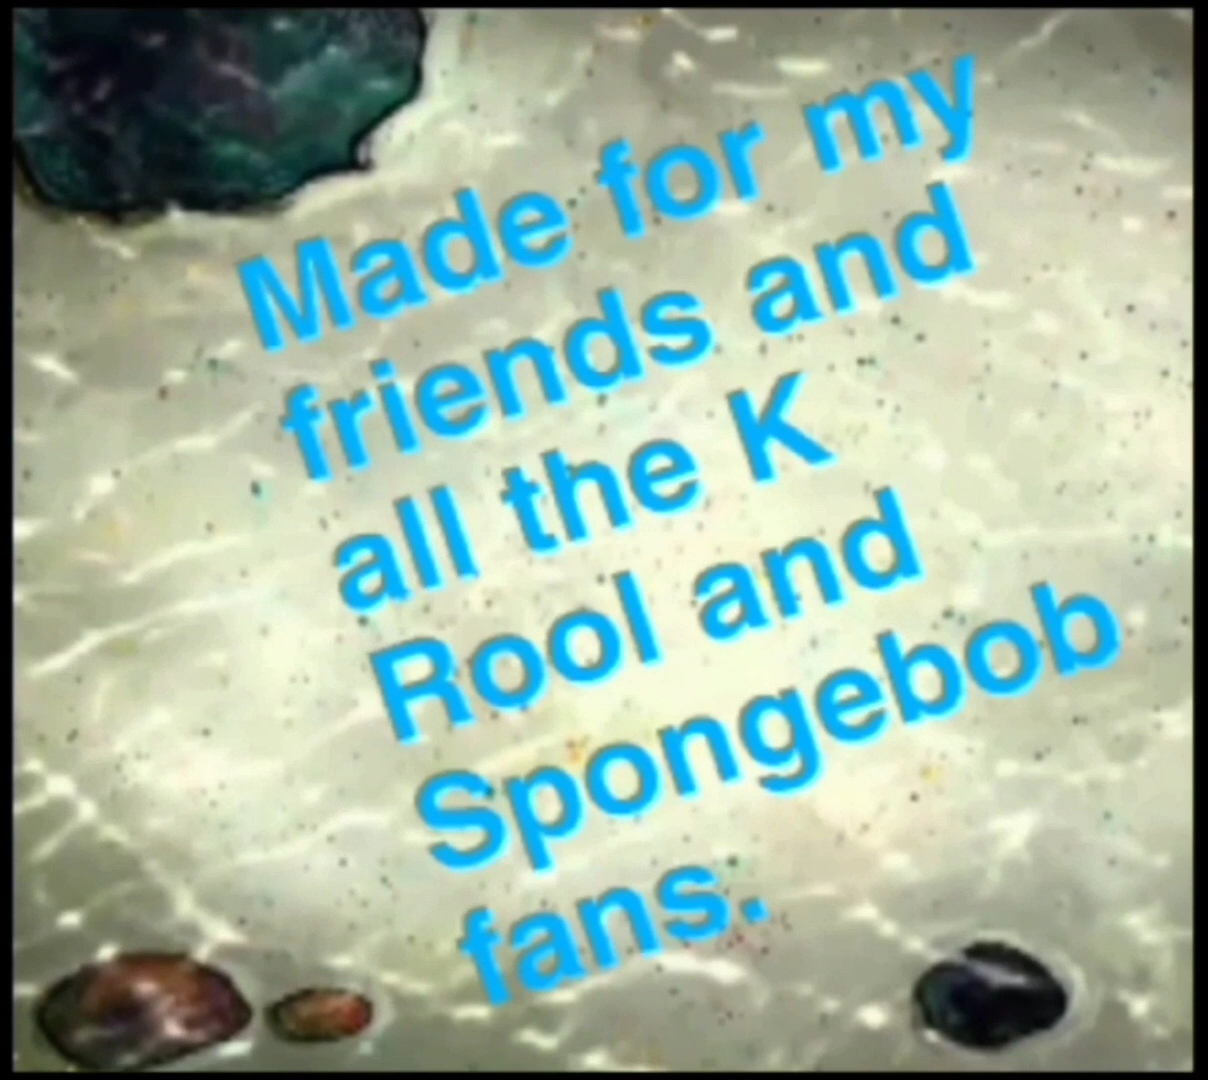 Made for my
friends and
all the K
Rool and
Spongebob
fans.